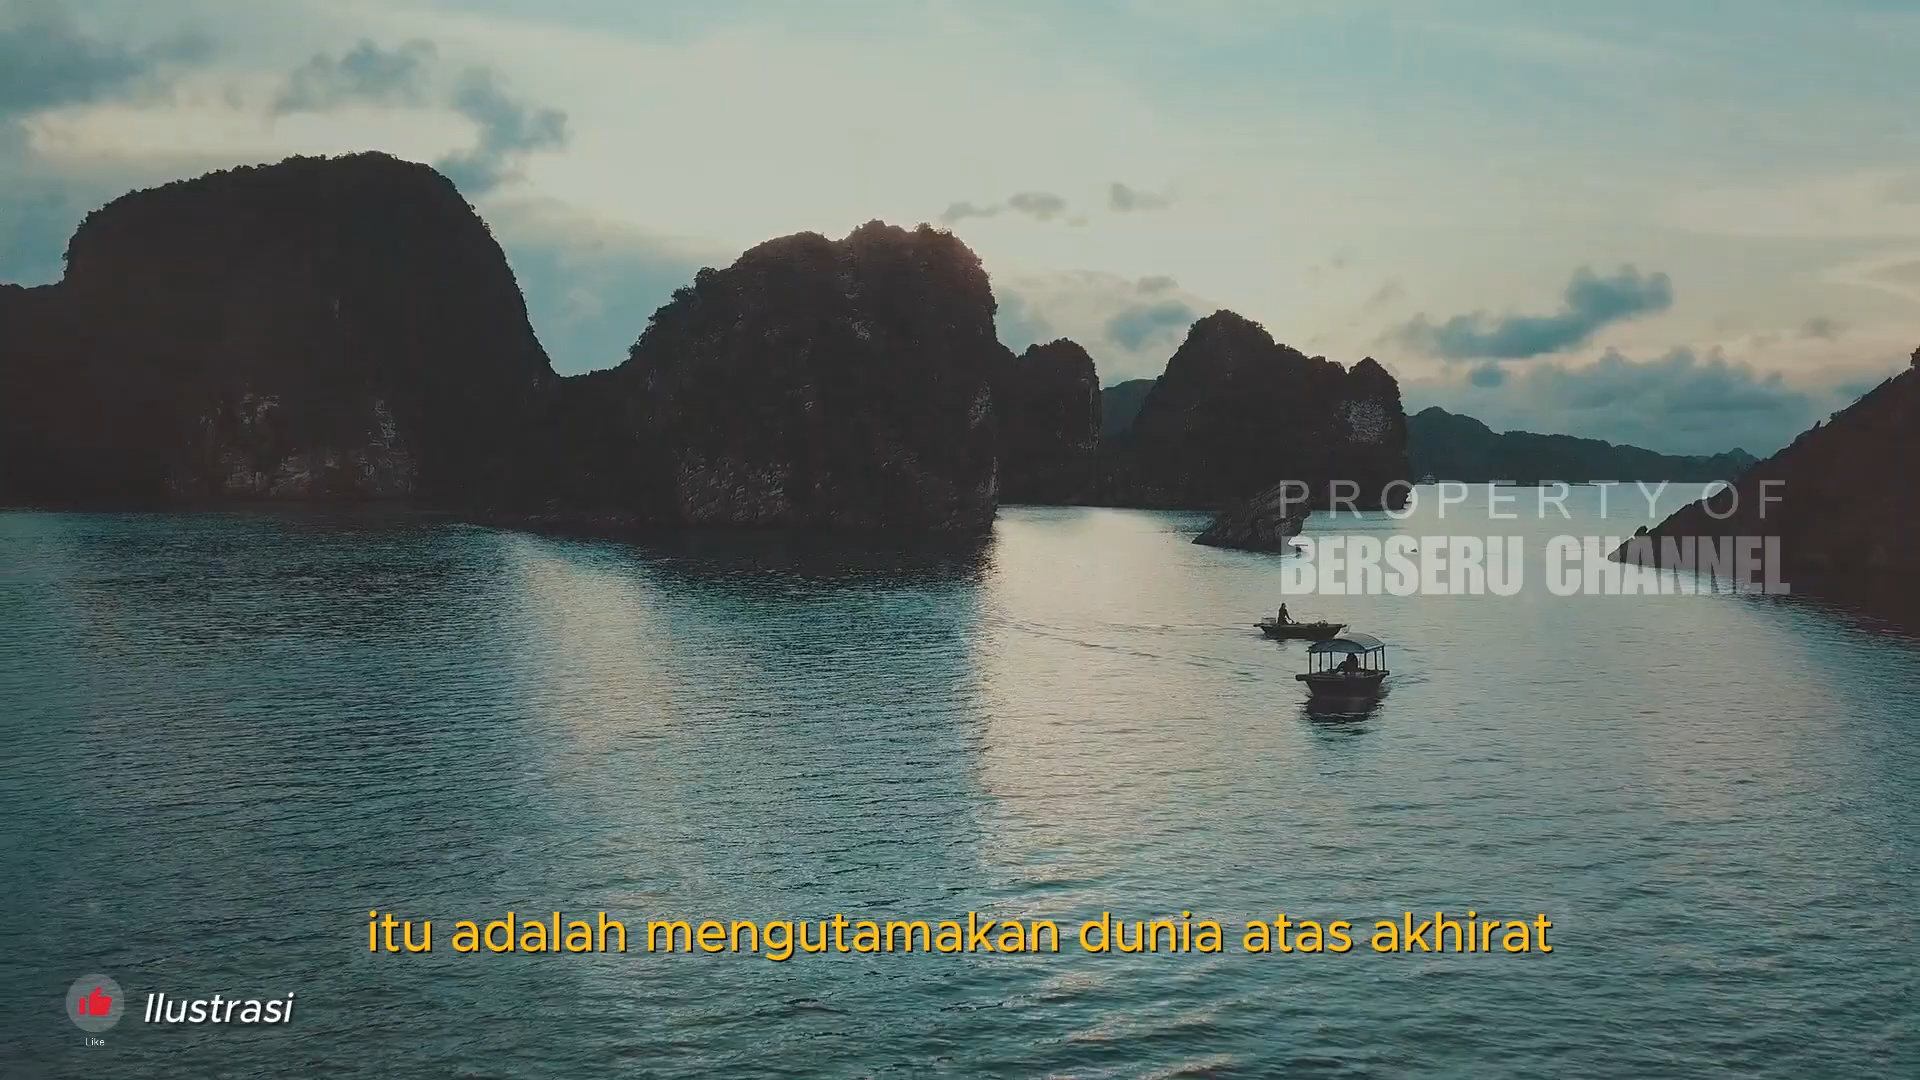 PROPERTY OF
BERSERU CHANNEL
itu adalah mengutamakan dunia atas akhirat
Ilustrasi
Like